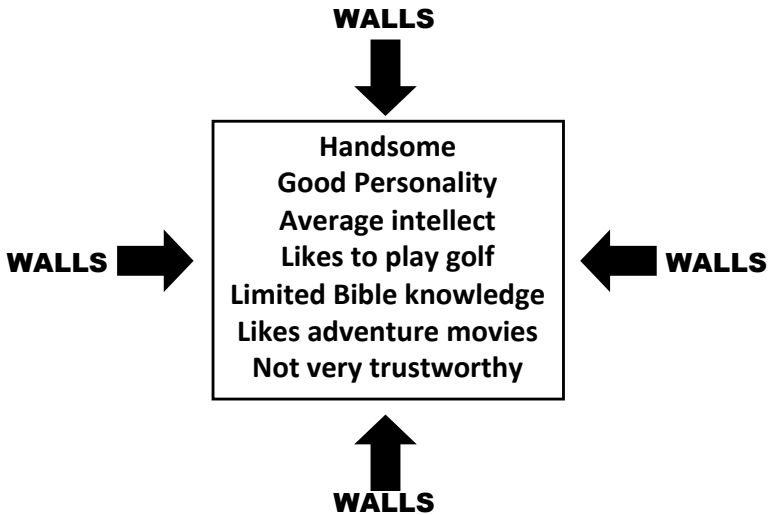 WALLS
Handsome
Good Personality
Average intellect
Likes to play golf
WALLS
WALLS
Limited Bible knowledge
Likes adventure movies
Not very trustworthy
WALLS